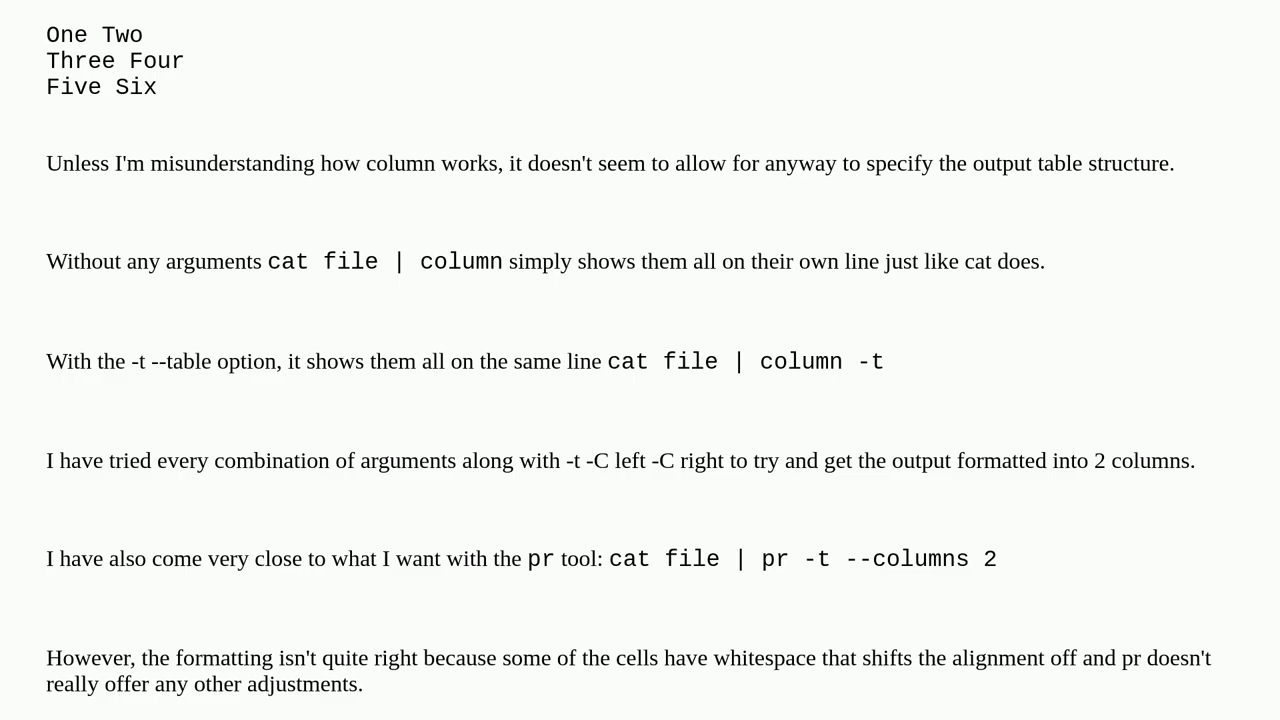 One Two
Three Four
Five Six
Unless I'm misunderstanding how column works, it doesn't seem to allow for anyway to specify the output table structure.
Without any arguments cat file | column simply shows them all on their own line just like cat does.
With the -t --table option, it shows them all on the same line cat file | column -t
I have tried every combination of arguments along with -t -C left -C right to try and get the output formatted into 2 columns.
I have also come very close to what I want with the pr tool: cat file | pr -t --columns 2
However, the formatting isn't quite right because some of the cells have whitespace that shifts the alignment off and pr doesn't
really offer any other adjustments.